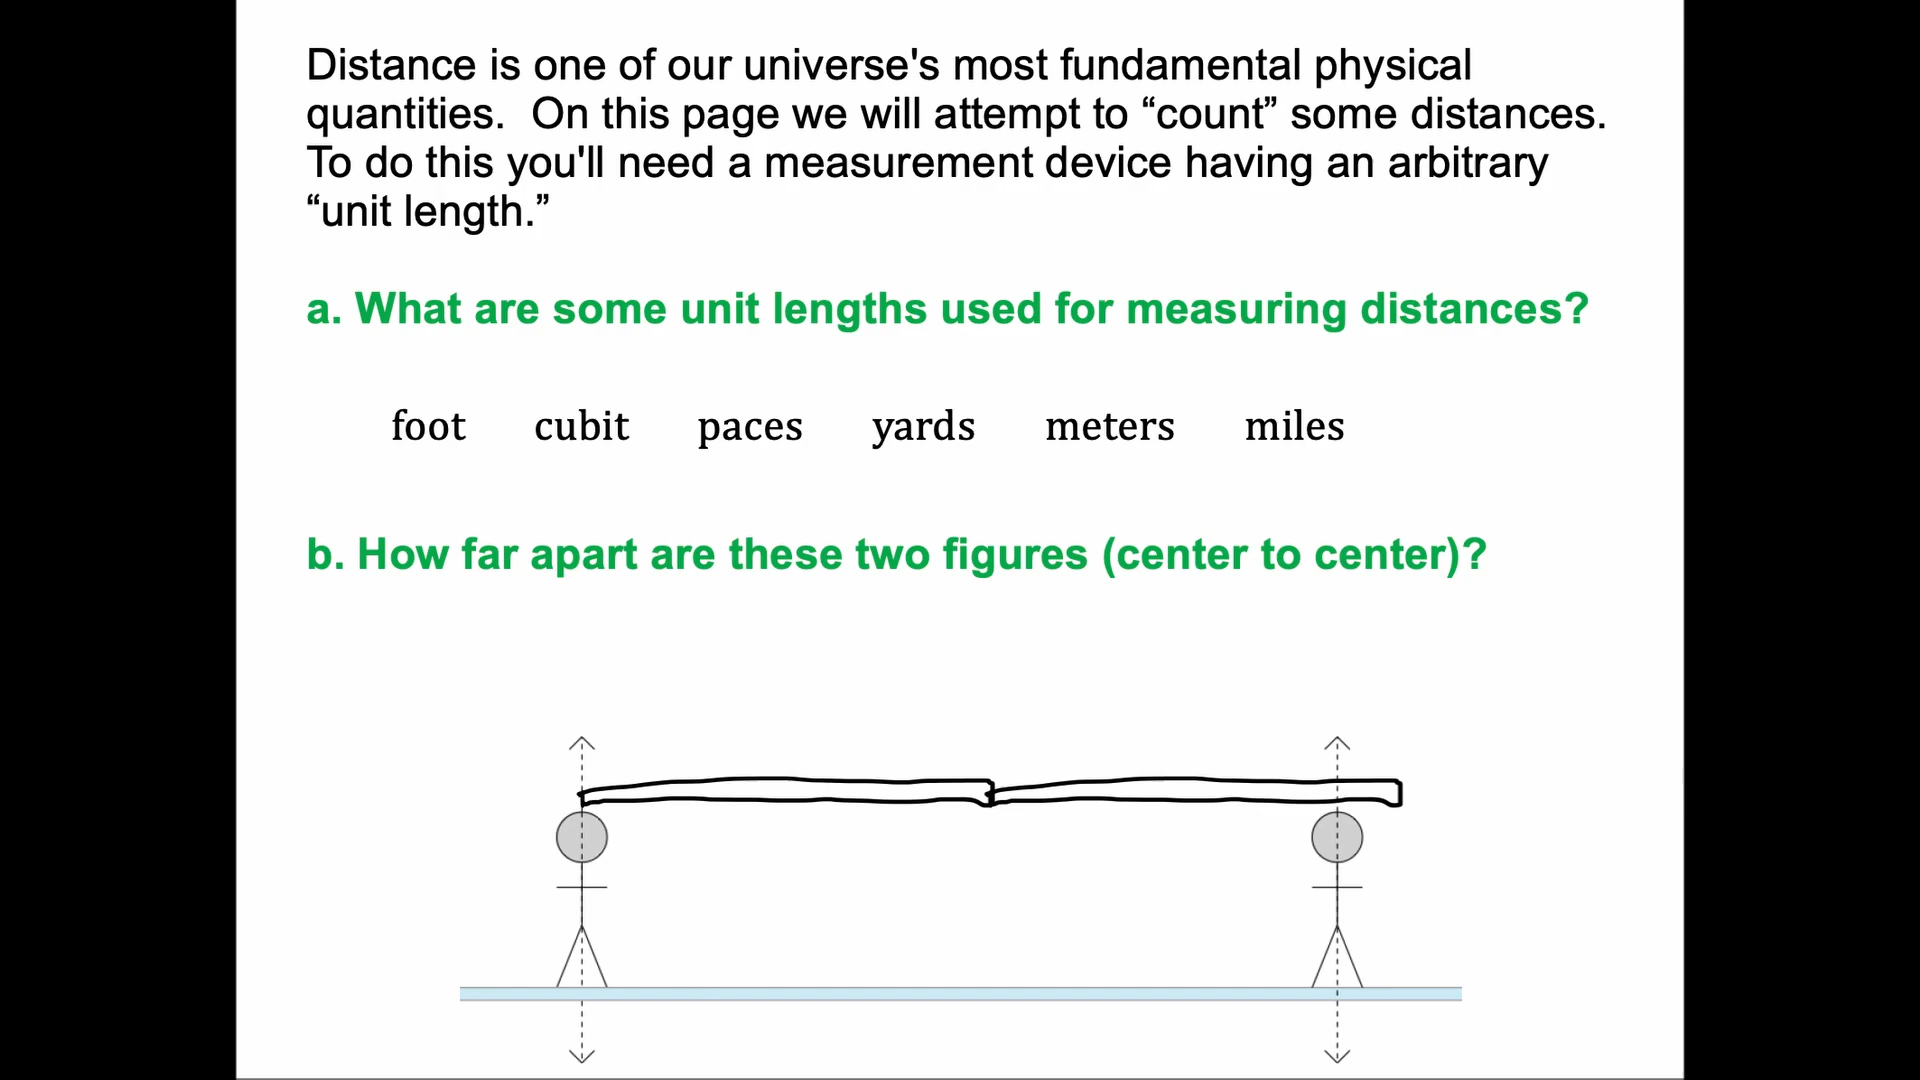 Distance is one of our universe's most fundamental physical
quantities.  On this page we will attempt to “count” some distances.
To do this you'll need a measurement device having an arbitrary
“unit length.”
a. What are some unit lengths used for measuring distances?
foot cubit paces yards meters miles
b. How far apart are these two figures (center to center)?